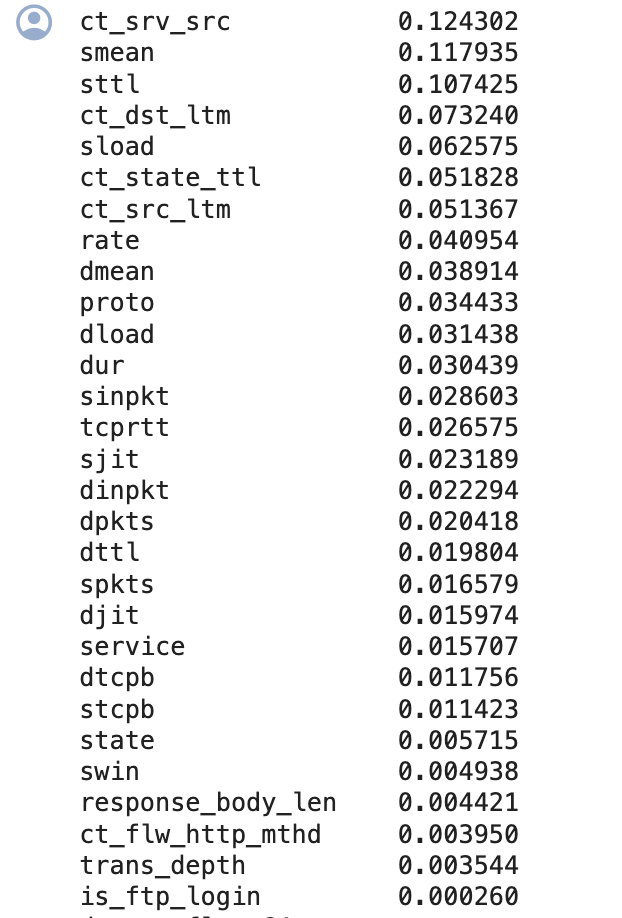 ct_srv_src 0.124302
smean 0.117935
sttl 0.107425
ct_dst_ltm 0.073240
sload 0.062575
ct_state_ttl 0.051828
ct_src_ltm 0.051367
rate 0.040954
dmean 0.038914
proto 0.034433
dload 0.031438
dur 0.030439
sinpkt 0.028603
tcprtt 0.026575
sjit 0.023189
dinpkt 0.022294
dpkts 0.020418
dttl 0.019804
spkts 0.016579
djit 0.015974
service 0.015707
dtcpb 0.011756
stcpb 0.011423
state 0.005715
swin 0.004938
response_body_len 0.004421
ct_flw_http_mthd 0.003950
trans_depth 0.003544
is_ftp_login 0.000260